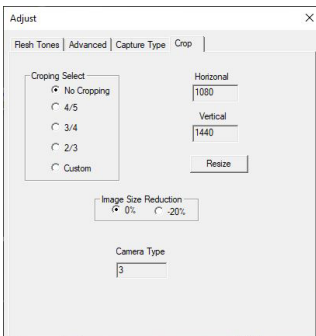 Adjust
Flesh Tones | Advanced | Capture Type | Crop
Croping Select
No Cropping
4/5
3/4
2/3
Custom
Horizonal
1080
Vertical
1440
Resize
Image Size Reduction
0% -20%
Camera Type
3